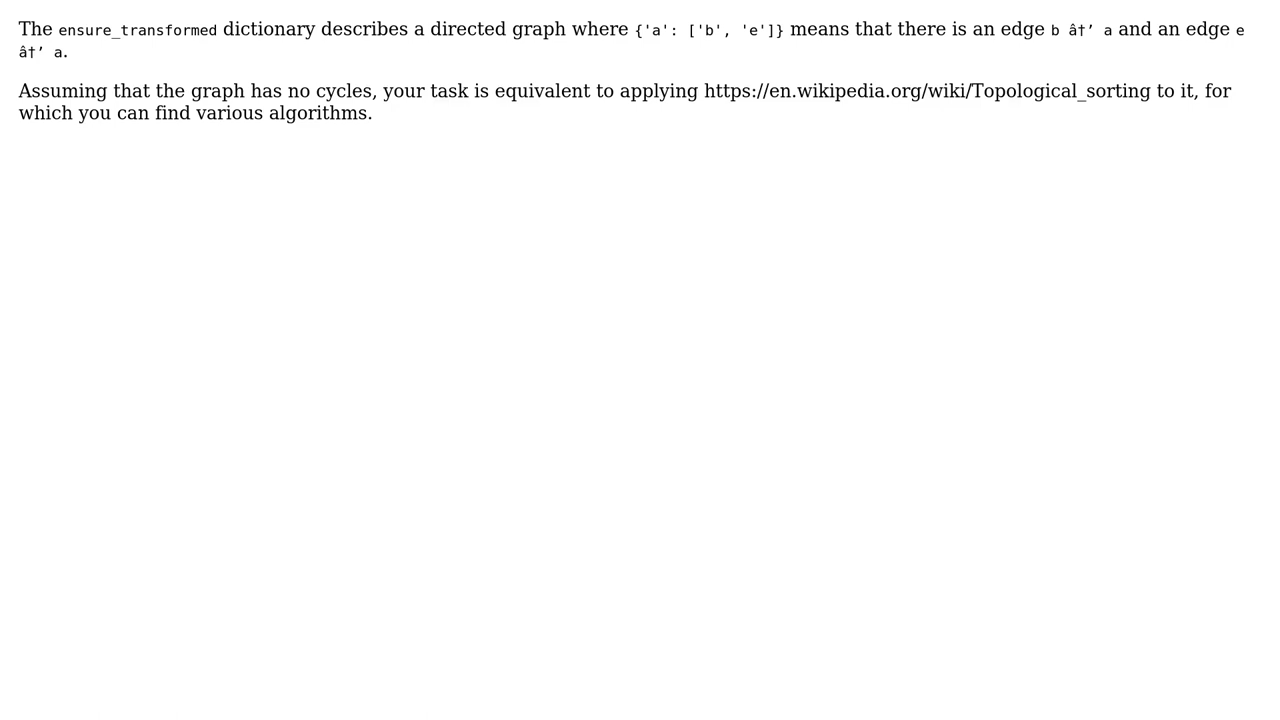 The ensure_transformed dictionary describes a directed graph where {'a': ['b', 'e']} means that there is an edge b â†’ a and an edge e
â†’ a.
Assuming that the graph has no cycles, your task is equivalent to applying https://en.wikipedia.org/wiki/Topological_sorting to it, for
which you can find various algorithms.